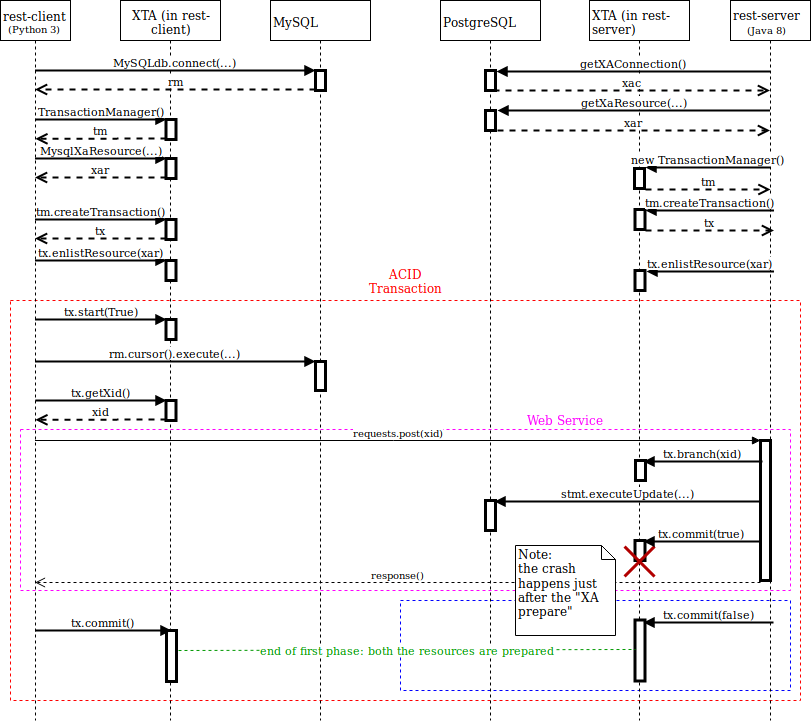 rest-client
(Python 3)
XTA (in rest-
client)
MySQL
PostgreSQL
XTA (in rest-
server)
rest-server
(Java 8)
MySQLdb.connect(...)
getXAConnection()
rm
xac
TransactionManager()
getXaResource(...)
tm
xar
MysqlXaResource(...)
new TransactionManager()
xar
tm
tm.createTransaction()
tm.createTransaction()
tx
tx
tx.enlistResource(xar)
tx.enlistResource(xar)
ACID
Transaction
tx.start(True)
rm.cursor().execute(...)
tx.getXid()
xid
Web Service
requests.post(xid)
tx.branch(xid)
stmt.executeUpdate(...)
tx.commit(true)
Note:
the crash
happens just
after the "XA
prepare"
response()
tx.commit()
tx.commit(false)
end of first phase: both the resources are prepared